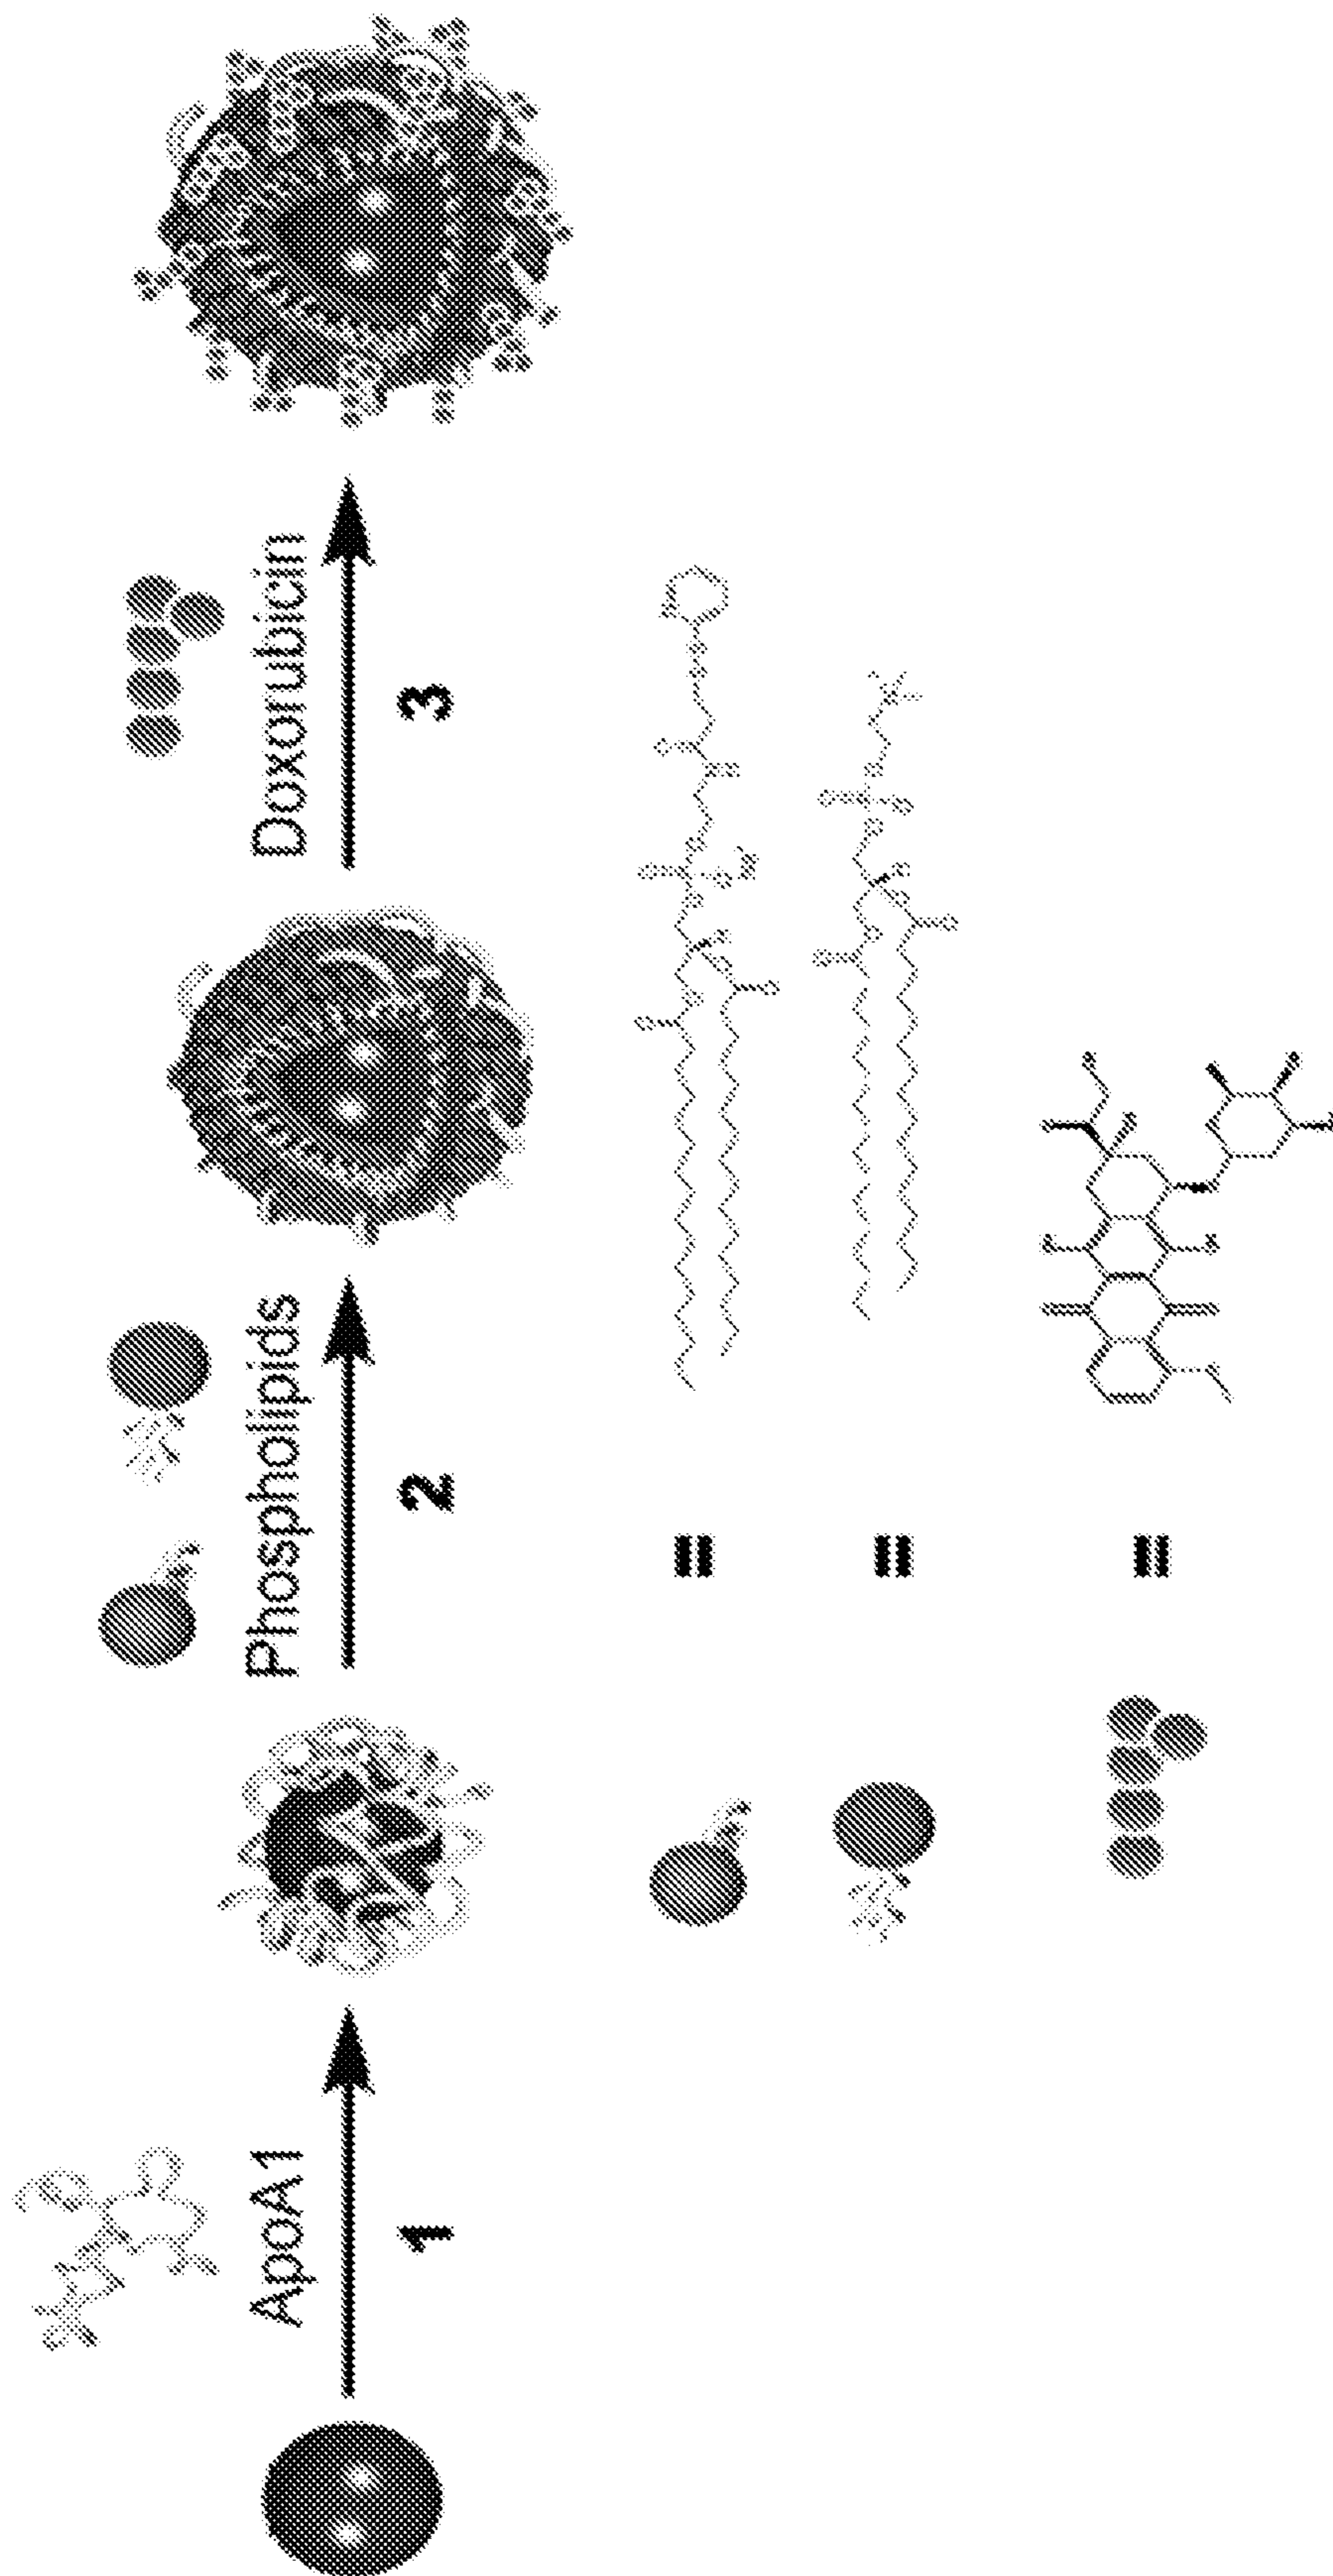 ApoA1
1
Phospholipids
2
Doxorubicin
3
=
=
=